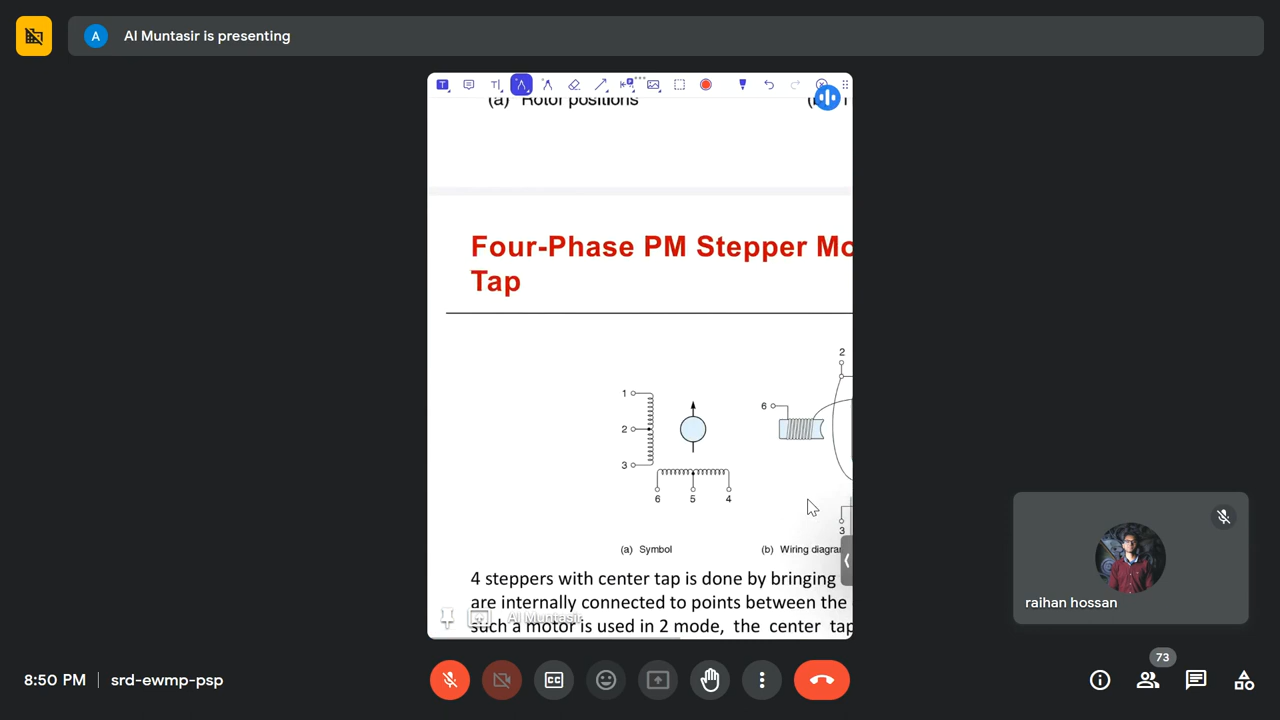 A Al Muntasir is presenting
(a) Rotor positions
Four-Phase PM Stepper Mo
Tap
1
2
3
6 5 4
2
6
3
(a) Symbol
(b) Wiring diagra
4 steppers with center tap is done by bringing
are internally connected to points between the
such a motor is used in 2 mode, the center tap
Al Muntasir
raihan hossan
8:50 PM | srd-ewmp-psp
CC
73